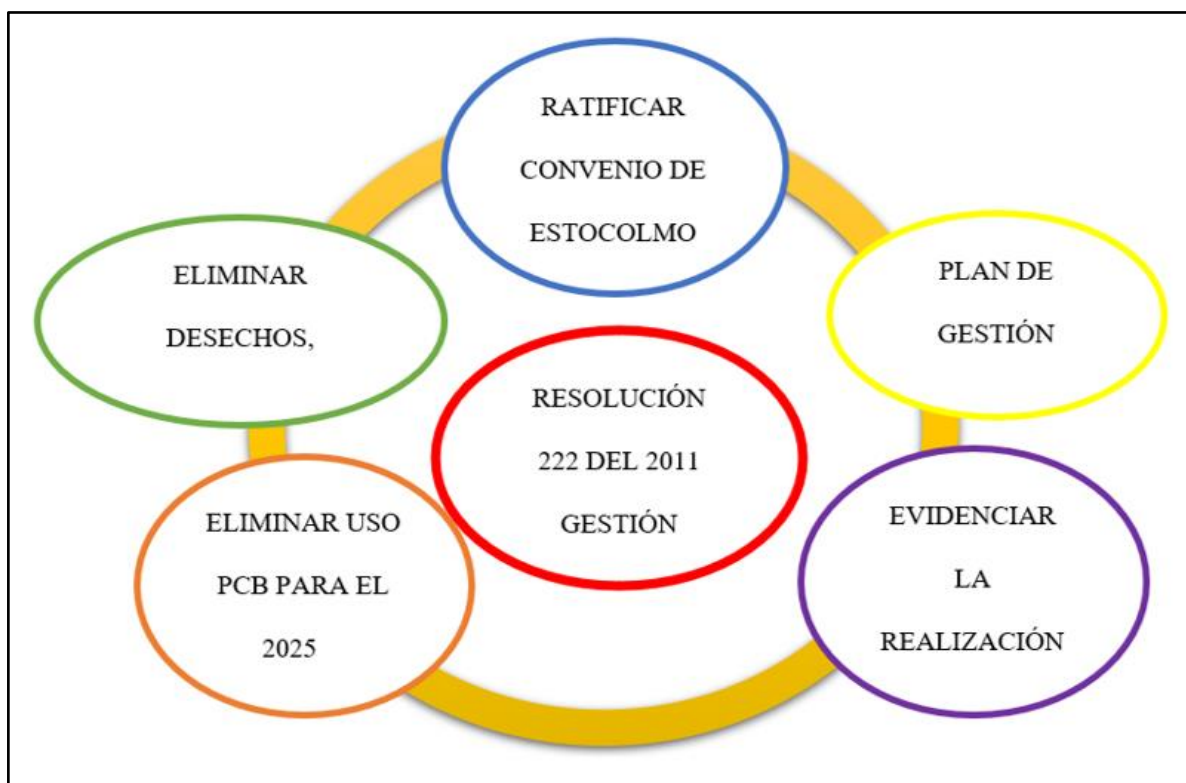 RATIFICAR
CONVENIO DE
ESTOCOLMO
PLAN DE
GESTIÓN
EVIDENCIAR
LA
REALIZACIÓN
ELIMINAR USO
PCB PARA EL
2025
ELIMINAR
DESECHOS,
RESOLUCIÓN
222 DEL 2011
GESTIÓN